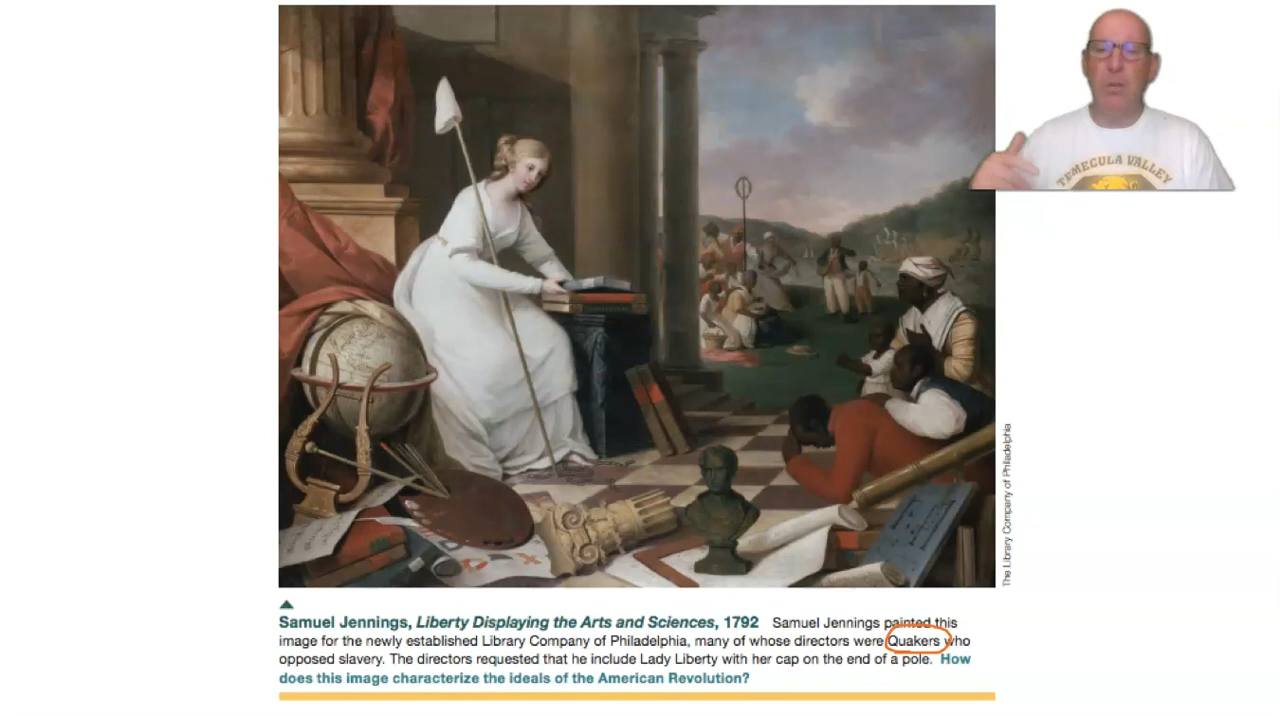 TEMECULA VALLEY
The Library Company of Philadelphia
Samuel Jennings, Liberty Displaying the Arts and Sciences, 1792 Samuel Jennings painted this
image for the newly established Library Company of Philadelphia, many of whose directors were Quakers who
opposed slavery. The directors requested that he include Lady Liberty with her cap on the end of a pole. How
does this image characterize the ideals of the American Revolution?